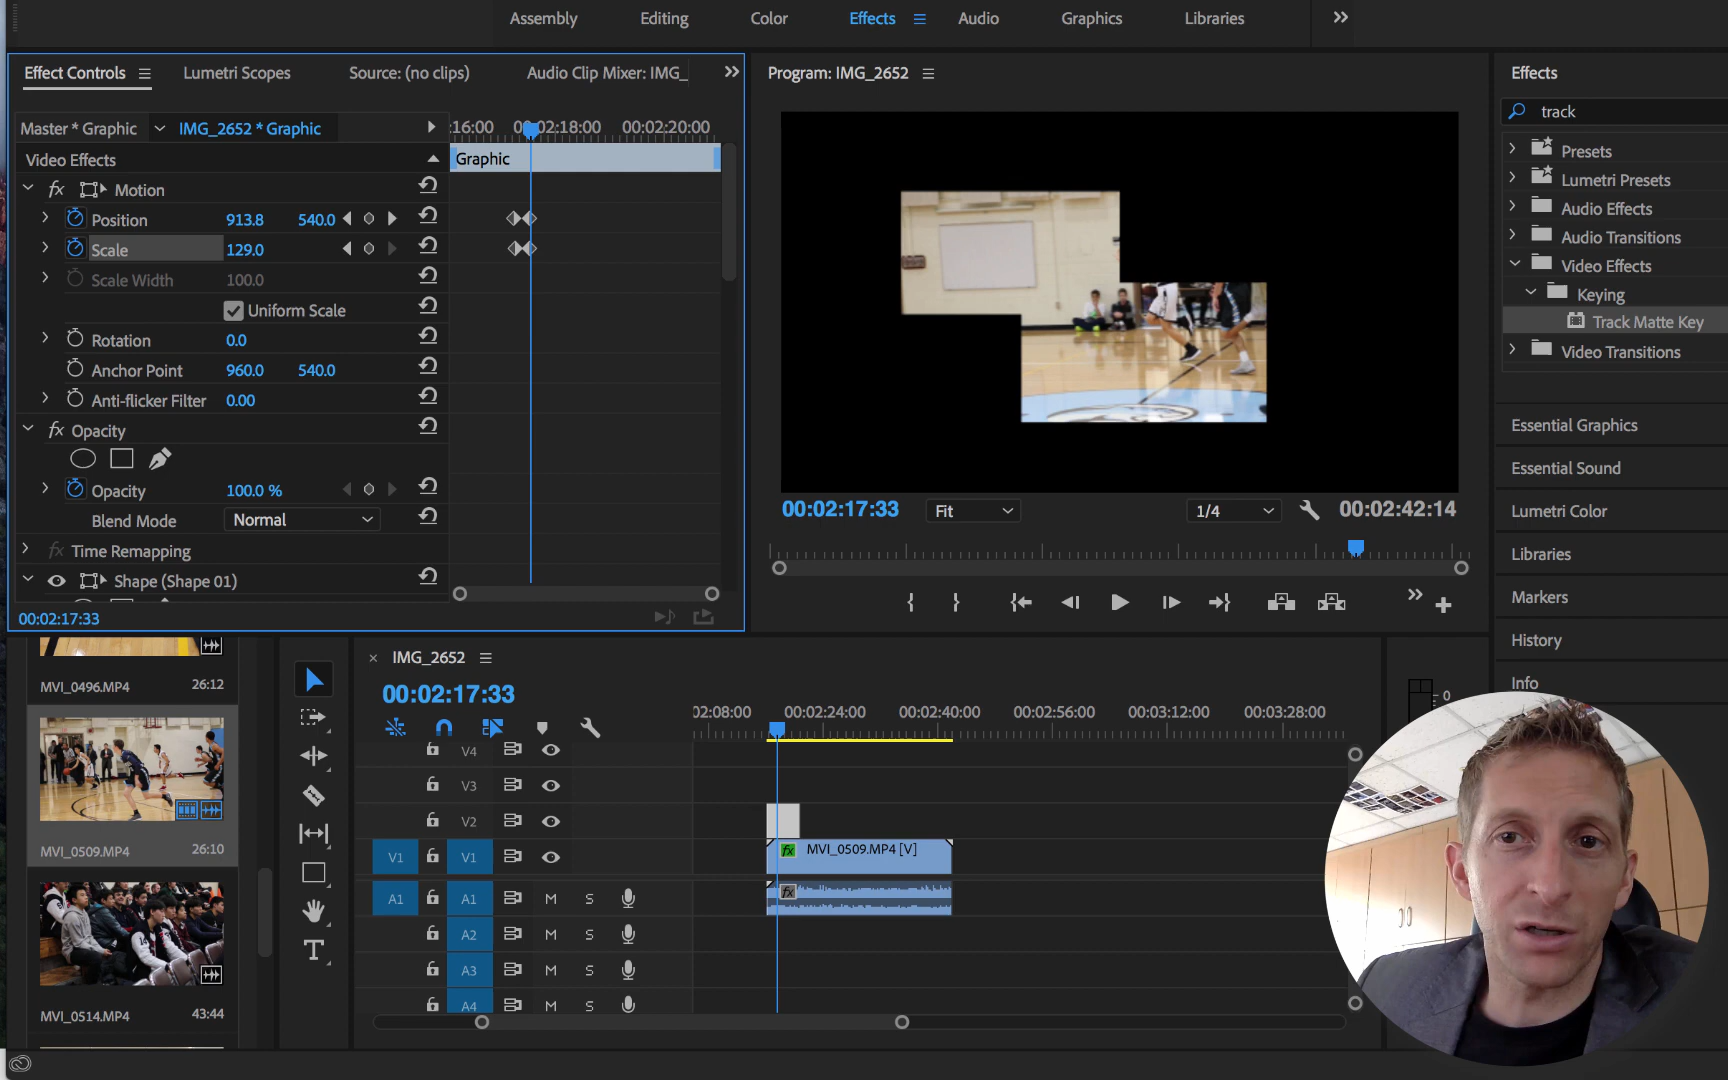 Assembly Editing Color Effects Audio Graphics Libraries
Effect Controls Lumetri Scopes Source: (no clips) Audio Clip Mixer: IMG_
Master * Graphic IMG_2652 * Graphic
:16:00 00:02:18:00 00:02:20:00
Video Effects
Graphic
fx Motion
Position 913.8 540.0
Scale 129.0
Scale Width 100.0
Uniform Scale
Rotation 0.0
Anchor Point 960.0 540.0
Anti-flicker Filter 0.00
fx Opacity
Opacity 100.0 %
Blend Mode Normal
fx Time Remapping
Shape (Shape 01)
00:02:17:33
Program: IMG_2652
00:02:17:33 Fit 1/4 00:02:42:14
Effects
track
Presets
Lumetri Presets
Audio Effects
Audio Transitions
Video Effects
Keying
Track Matte Key
Video Transitions
Essential Graphics
Essential Sound
Lumetri Color
Libraries
Markers
History
Info
MVI_0496.MP4 26:12
MVI_0509.MP4 26:10
MVI_0514.MP4 43:44
T
× IMG_2652
00:02:17:33
02:08:00 00:02:24:00 00:02:40:00 00:02:56:00 00:03:12:00 00:03:28:00
V4
V3
V2
V1 V1
fx MVI_0509.MP4 [V]
A1 A1 M S
fx
A2 M S
A3 M S
A4 M S
0